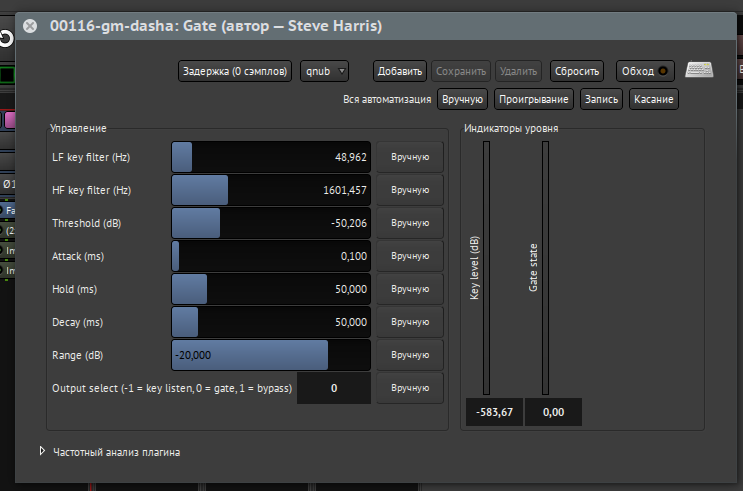 00116-gm-dasha: Gate (автор — Steve Harris)
Задержка (0 сэмплов) qnub Добавить Сохранить Удалить Сбросить Обход
Вся автоматизация Вручную Проигрывание Запись Касание
Управление
LF key filter (Hz) 48,962 Вручную
HF key filter (Hz) 1601,457 Вручную
Threshold (dB) -50,206 Вручную
Attack (ms) 0,100 Вручную
Hold (ms) 50,000 Вручную
Decay (ms) 50,000 Вручную
Range (dB) -20,000 Вручную
Output select (-1 = key listen, 0 = gate, 1 = bypass) 0 Вручную
Индикаторы уровня
Key level (dB)
Gate state
-583,67 0,00
Частотный анализ плагина